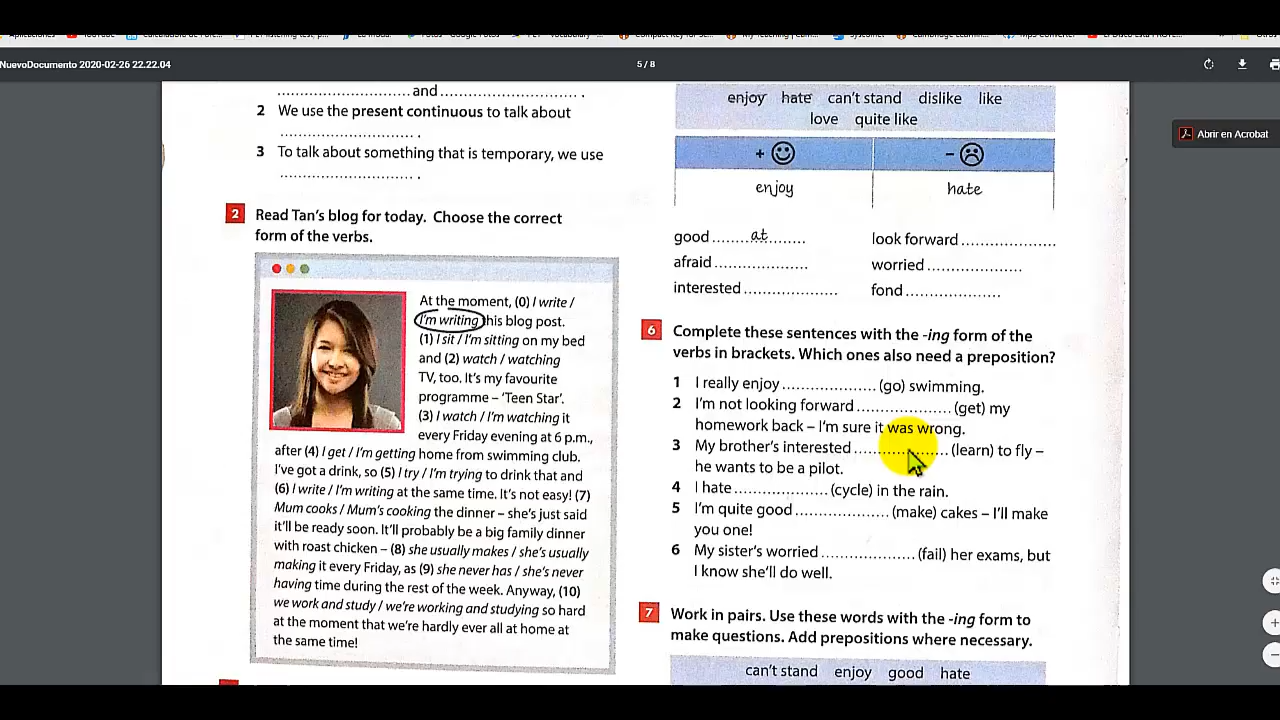 NuevoDocumento 2020-02-26 22.22.04
5 / 8
Abrir en Acrobat
and
2 We use the present continuous to talk about
3 To talk about something that is temporary, we use
2 Read Tan's blog for today. Choose the correct
form of the verbs.
At the moment, (0) I write /
I'm writing this blog post.
(1) I sit / I'm sitting on my bed
and (2) watch / watching
TV, too. It's my favourite
programme – 'Teen Star'.
(3) I watch / I'm watching it
every Friday evening at 6 p.m.,
after (4) I get / I'm getting home from swimming club.
I've got a drink, so (5) I try / I'm trying to drink that and
(6) I write / I'm writing at the same time. It's not easy! (7)
Mum cooks / Mum's cooking the dinner – she's just said
it'll be ready soon. It'll probably be a big family dinner
with roast chicken – (8) she usually makes / she's usually
making it every Friday, as (9) she never has / she's never
having time during the rest of the week. Anyway, (10)
we work and study / we're working and studying so hard
at the moment that we're hardly ever all at home at
the same time!
enjoy hate can't stand dislike like
love quite like
+ –
enjoy hate
good ........ at ........ look forward ....................
afraid .................... worried ....................
interested .................... fond ....................
6 Complete these sentences with the -ing form of the
verbs in brackets. Which ones also need a preposition?
1 I really enjoy .................... (go) swimming.
2 I'm not looking forward .................... (get) my
homework back – I'm sure it was wrong.
3 My brother's interested .................... (learn) to fly –
he wants to be a pilot.
4 I hate .................... (cycle) in the rain.
5 I'm quite good .................... (make) cakes – I'll make
you one!
6 My sister's worried .................... (fail) her exams, but
I know she'll do well.
7 Work in pairs. Use these words with the -ing form to
make questions. Add prepositions where necessary.
can't stand enjoy good hate